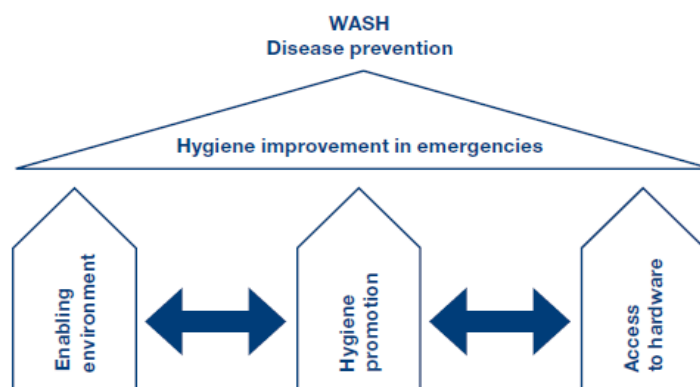 WASH
Disease prevention
Hygiene improvement in emergencies
Enabling
environment
Hygiene
promotion
Access
to hardware